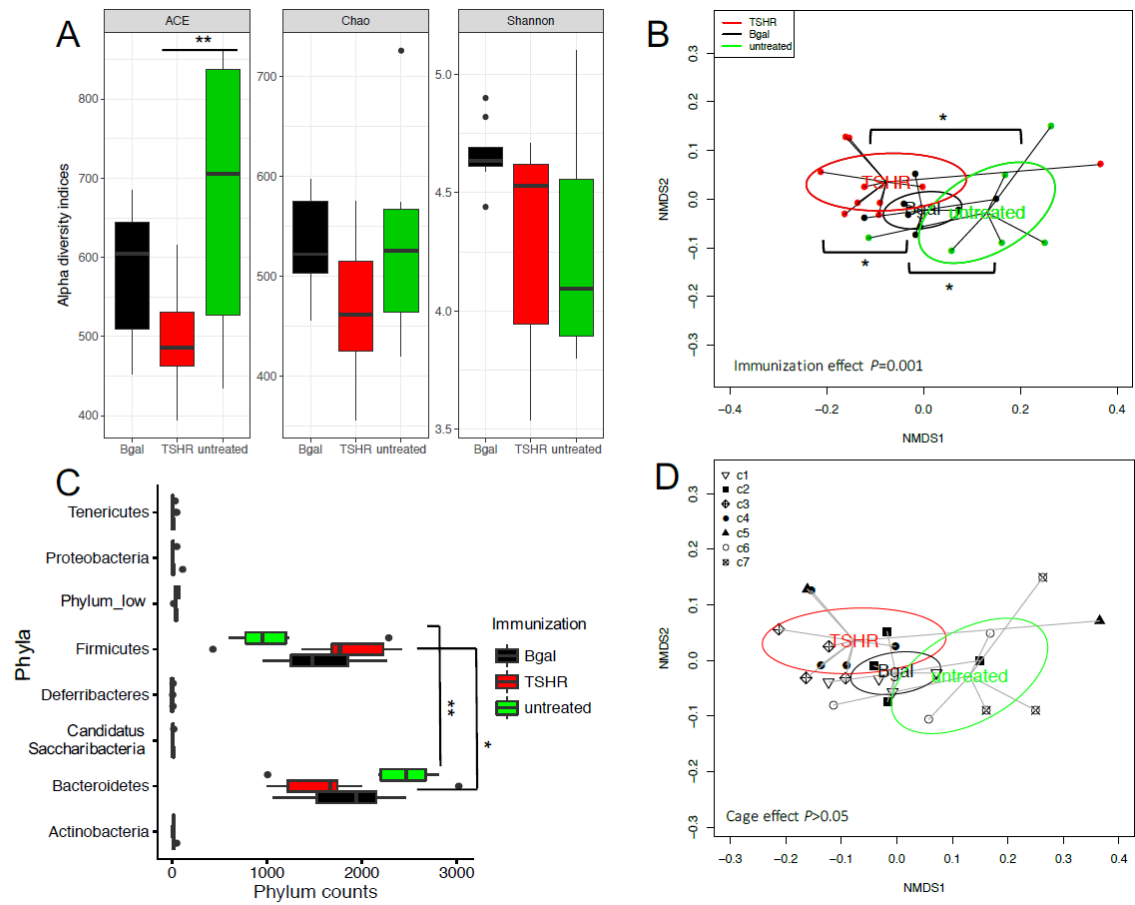 A
ACE
Chao
Shannon
**
Alpha diversity indices
800
700
600
500
400
700
600
500
400
5.0
4.5
4.0
3.5
Bgal
TSHR
untreated
Bgal
TSHR
untreated
Bgal
TSHR
untreated
B
TSHR
Bgal
untreated
*
TSHR
Bgal
untreated
*
*
Immunization effect P=0.001
NMDS2
0.3
0.2
0.1
0.0
−0.1
−0.2
−0.3
−0.4
−0.2
0.0
0.2
0.4
NMDS1
C
Phyla
Tenericutes
Proteobacteria
Phylum_low
Firmicutes
Deferribacteres
Candidatus
Saccharibacteria
Bacteroidetes
Actinobacteria
Immunization
Bgal
TSHR
untreated
**
*
0
1000
2000
3000
Phylum counts
D
c1
c2
c3
c4
c5
c6
c7
TSHR
Bgal
untreated
Cage effect P>0.05
NMDS2
0.3
0.2
0.1
0.0
−0.1
−0.2
−0.3
−0.3
−0.2
−0.1
0.0
0.1
0.2
0.3
0.4
NMDS1